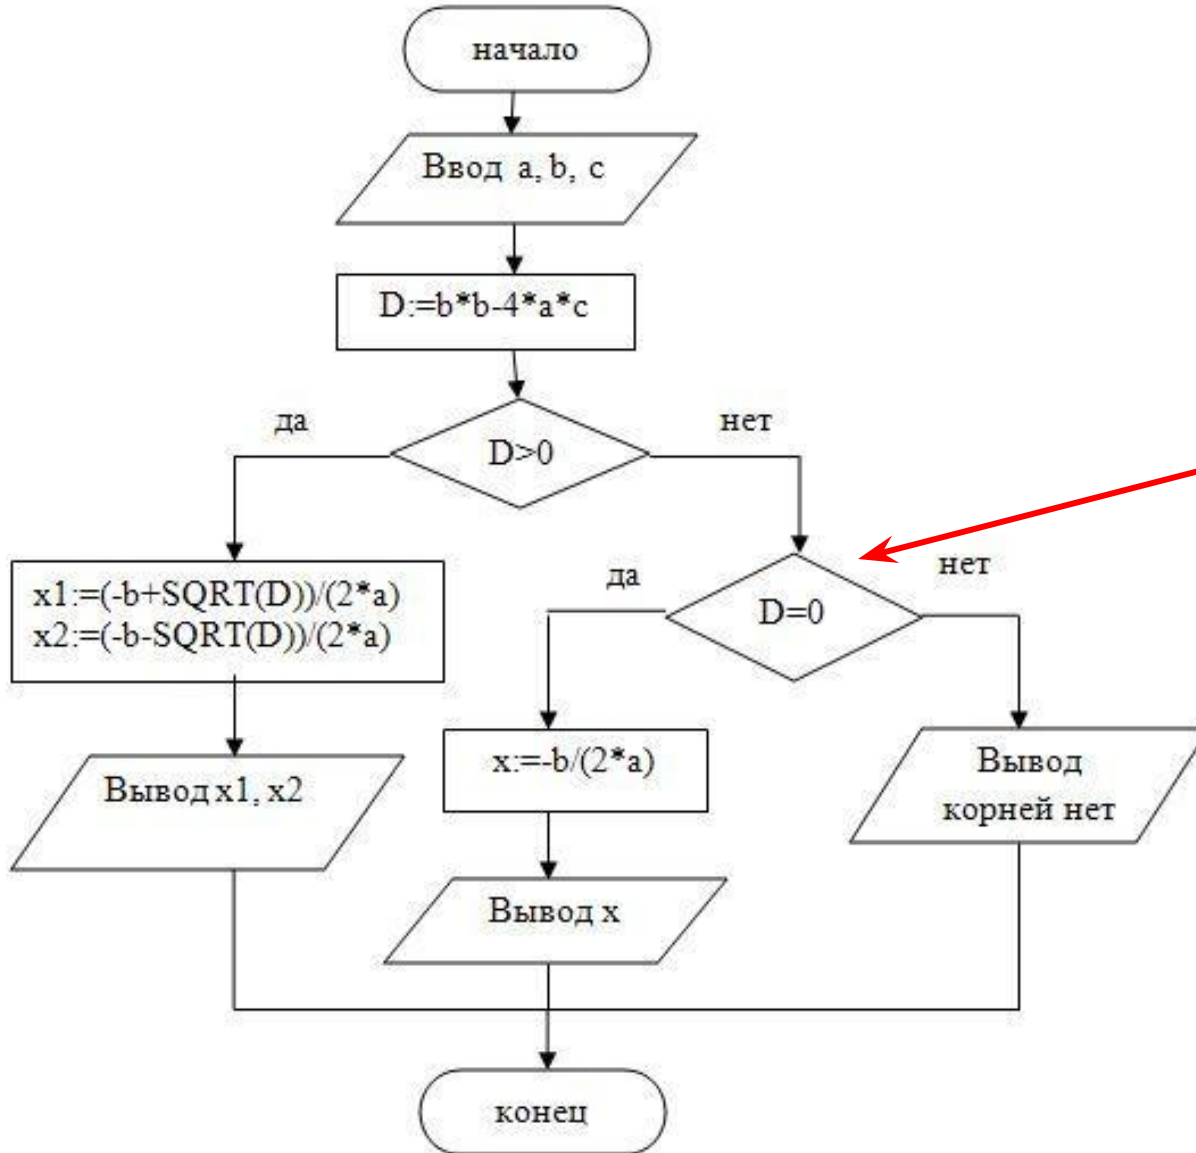 начало
Ввод a, b, c
D:=b*b-4*a*c
да
нет
D>0
x1:=(-b+SQRT(D))/(2*a)
x2:=(-b-SQRT(D))/(2*a)
да
нет
D=0
Вывод x1, x2
x:=-b/(2*a)
Вывод
корней нет
Вывод x
конец